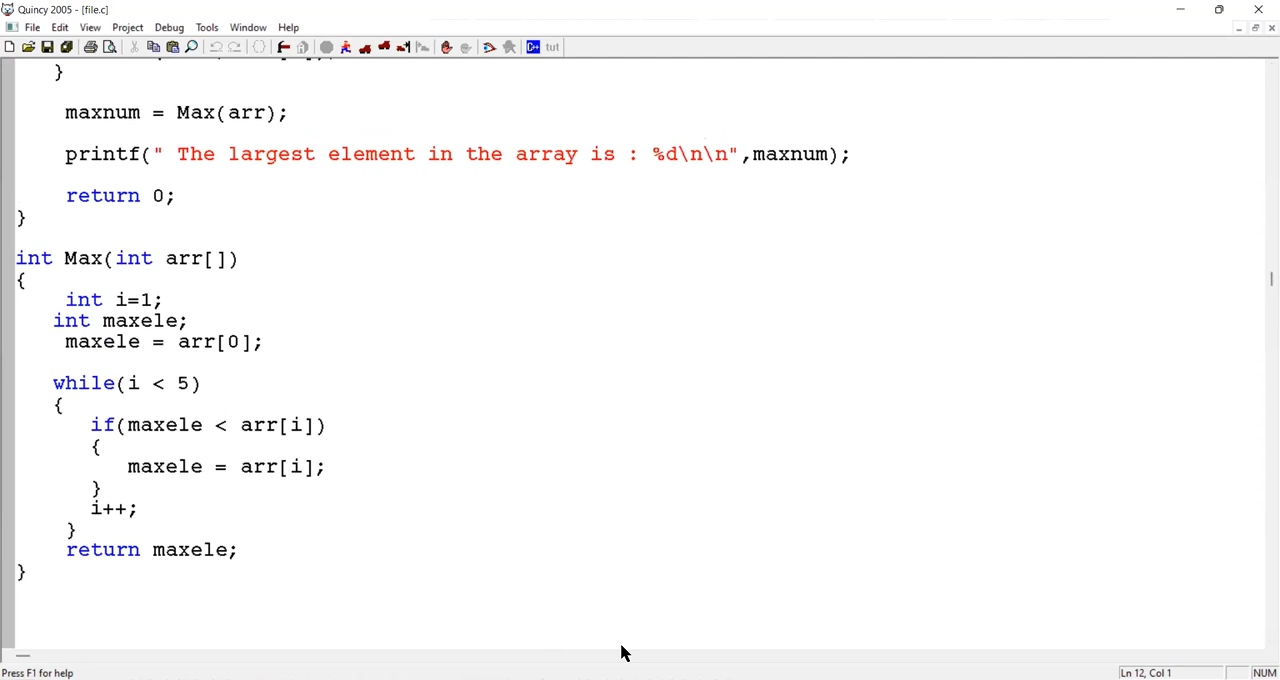 Quincy 2005 - [file.c]
File Edit View Project Debug Tools Window Help
C++ tut
}
maxnum = Max(arr);
printf(" The largest element in the array is : %d\n\n",maxnum);
return 0;
}
int Max(int arr[])
{
int i=1;
int maxele;
maxele = arr[0];
while(i < 5)
{
if(maxele < arr[i])
{
maxele = arr[i];
}
i++;
}
return maxele;
}
Press F1 for help Ln 12, Col 1 NUM